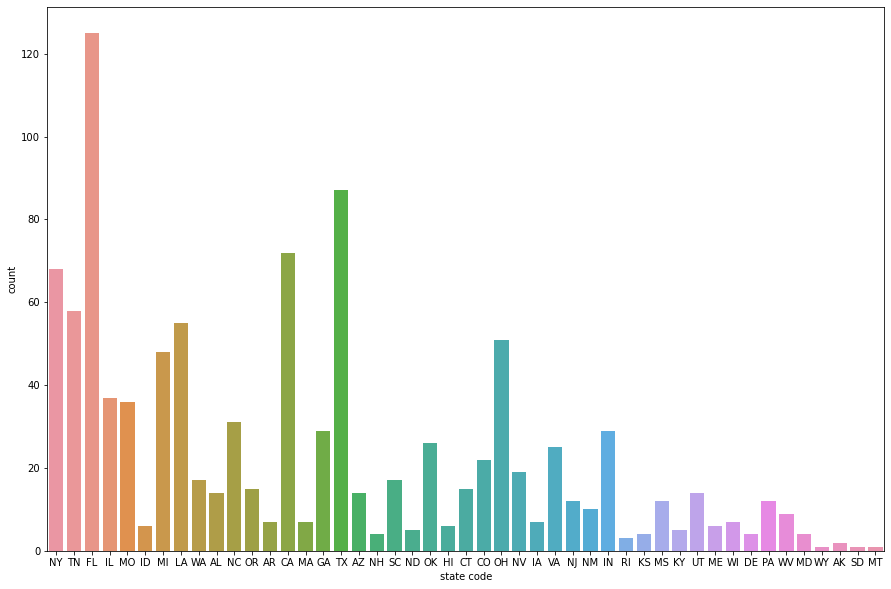 120
100
80
60
40
20
0
count
NY TN FL IL MO ID MI LA WA AL NC OR AR CA MA GA TX AZ NH SC ND OK HI CT CO OH NV IA VA NJ NM IN RI KS MS KY UT ME WI DE PA WV MD WY AK SD MT
state code